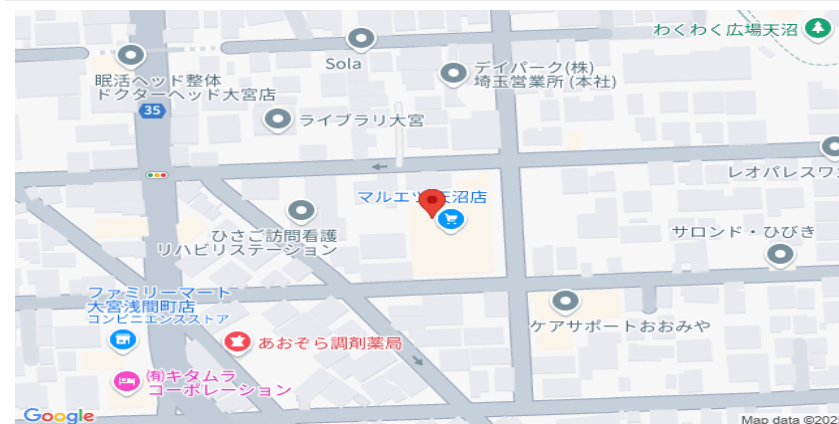 わくわく広場天沼
Sola
眠活ヘッド整体
ドクターヘッド大宮店
デイパーク(株)
埼玉営業所 (本社)
35
ライブラリ大宮
レオパレスワ
マルエツ天沼店
ひさご訪問看護
リハビリステーション
サロンド・ひびき
ファミリーマート
大宮浅間町店
コンビニエンスストア
ケアサポートおおみや
あおぞら調剤薬局
(有)キタムラ
コーポレーション
Google
Map data ©202